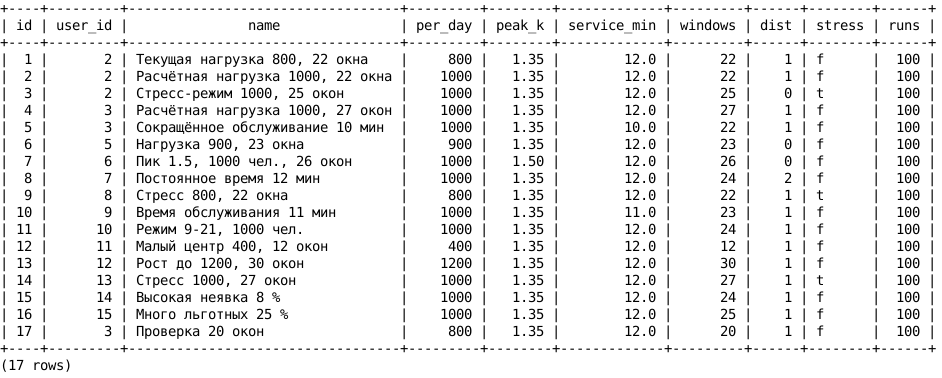 +----+---------+----------------------------------+---------+--------+-------------+---------+------+--------+------+
| id | user_id |               name               | per_day | peak_k | service_min | windows | dist | stress | runs |
+----+---------+----------------------------------+---------+--------+-------------+---------+------+--------+------+
|  1 |       2 | Текущая нагрузка 800, 22 окна    |     800 |   1.35 |        12.0 |      22 |    1 | f      |  100 |
|  2 |       2 | Расчётная нагрузка 1000, 22 окна |    1000 |   1.35 |        12.0 |      22 |    1 | f      |  100 |
|  3 |       2 | Стресс-режим 1000, 25 окон       |    1000 |   1.35 |        12.0 |      25 |    0 | t      |  100 |
|  4 |       3 | Расчётная нагрузка 1000, 27 окон |    1000 |   1.35 |        12.0 |      27 |    1 | f      |  100 |
|  5 |       3 | Сокращённое обслуживание 10 мин  |    1000 |   1.35 |        10.0 |      22 |    1 | f      |  100 |
|  6 |       5 | Нагрузка 900, 23 окна            |     900 |   1.35 |        12.0 |      23 |    0 | f      |  100 |
|  7 |       6 | Пик 1.5, 1000 чел., 26 окон      |    1000 |   1.50 |        12.0 |      26 |    0 | f      |  100 |
|  8 |       7 | Постоянное время 12 мин          |    1000 |   1.35 |        12.0 |      24 |    2 | f      |  100 |
|  9 |       8 | Стресс 800, 22 окна              |     800 |   1.35 |        12.0 |      22 |    1 | t      |  100 |
| 10 |       9 | Время обслуживания 11 мин        |    1000 |   1.35 |        11.0 |      23 |    1 | f      |  100 |
| 11 |      10 | Режим 9-21, 1000 чел.            |    1000 |   1.35 |        12.0 |      24 |    1 | f      |  100 |
| 12 |      11 | Малый центр 400, 12 окон         |     400 |   1.35 |        12.0 |      12 |    1 | f      |  100 |
| 13 |      12 | Рост до 1200, 30 окон            |    1200 |   1.35 |        12.0 |      30 |    1 | f      |  100 |
| 14 |      13 | Стресс 1000, 27 окон             |    1000 |   1.35 |        12.0 |      27 |    1 | t      |  100 |
| 15 |      14 | Высокая неявка 8 %               |    1000 |   1.35 |        12.0 |      24 |    1 | f      |  100 |
| 16 |      15 | Много льготных 25 %              |    1000 |   1.35 |        12.0 |      25 |    1 | f      |  100 |
| 17 |       3 | Проверка 20 окон                 |     800 |   1.35 |        12.0 |      20 |    1 | f      |  100 |
+----+---------+----------------------------------+---------+--------+-------------+---------+------+--------+------+
(17 rows)